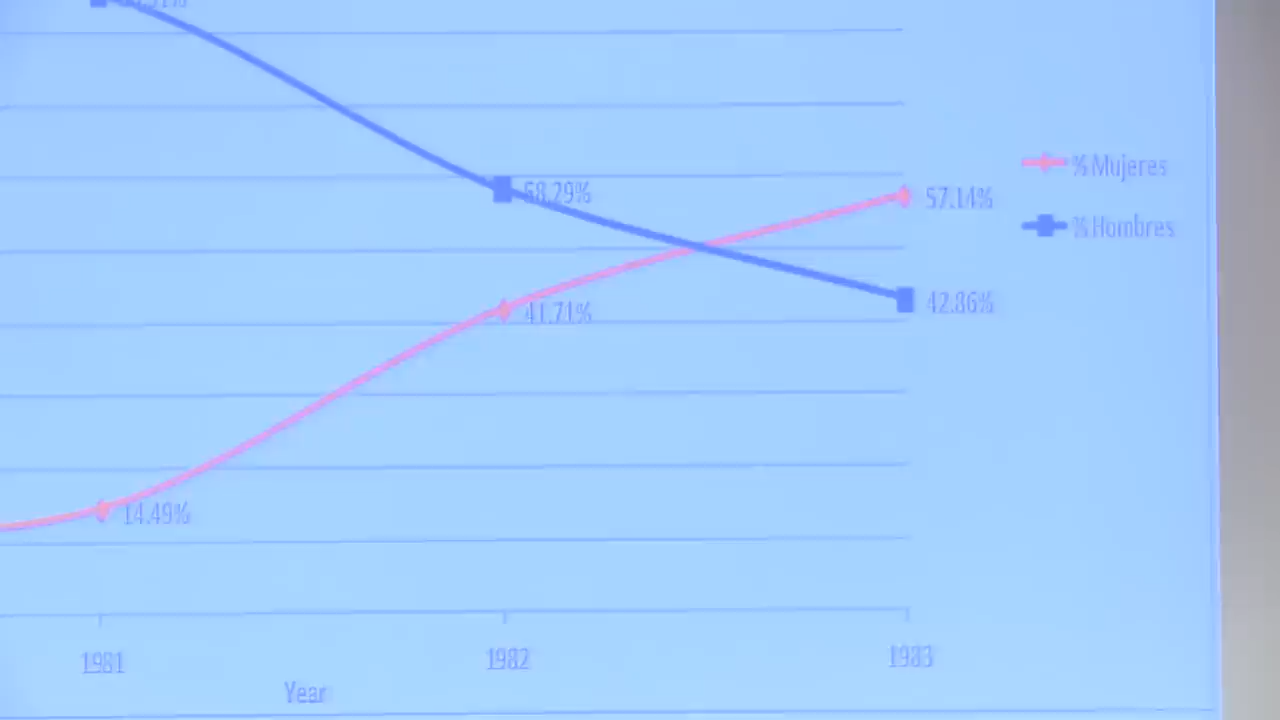 % Mujeres
58.29%
57.14%
% Hombres
42.86%
41.71%
14.49%
1981
1982
1983
Year